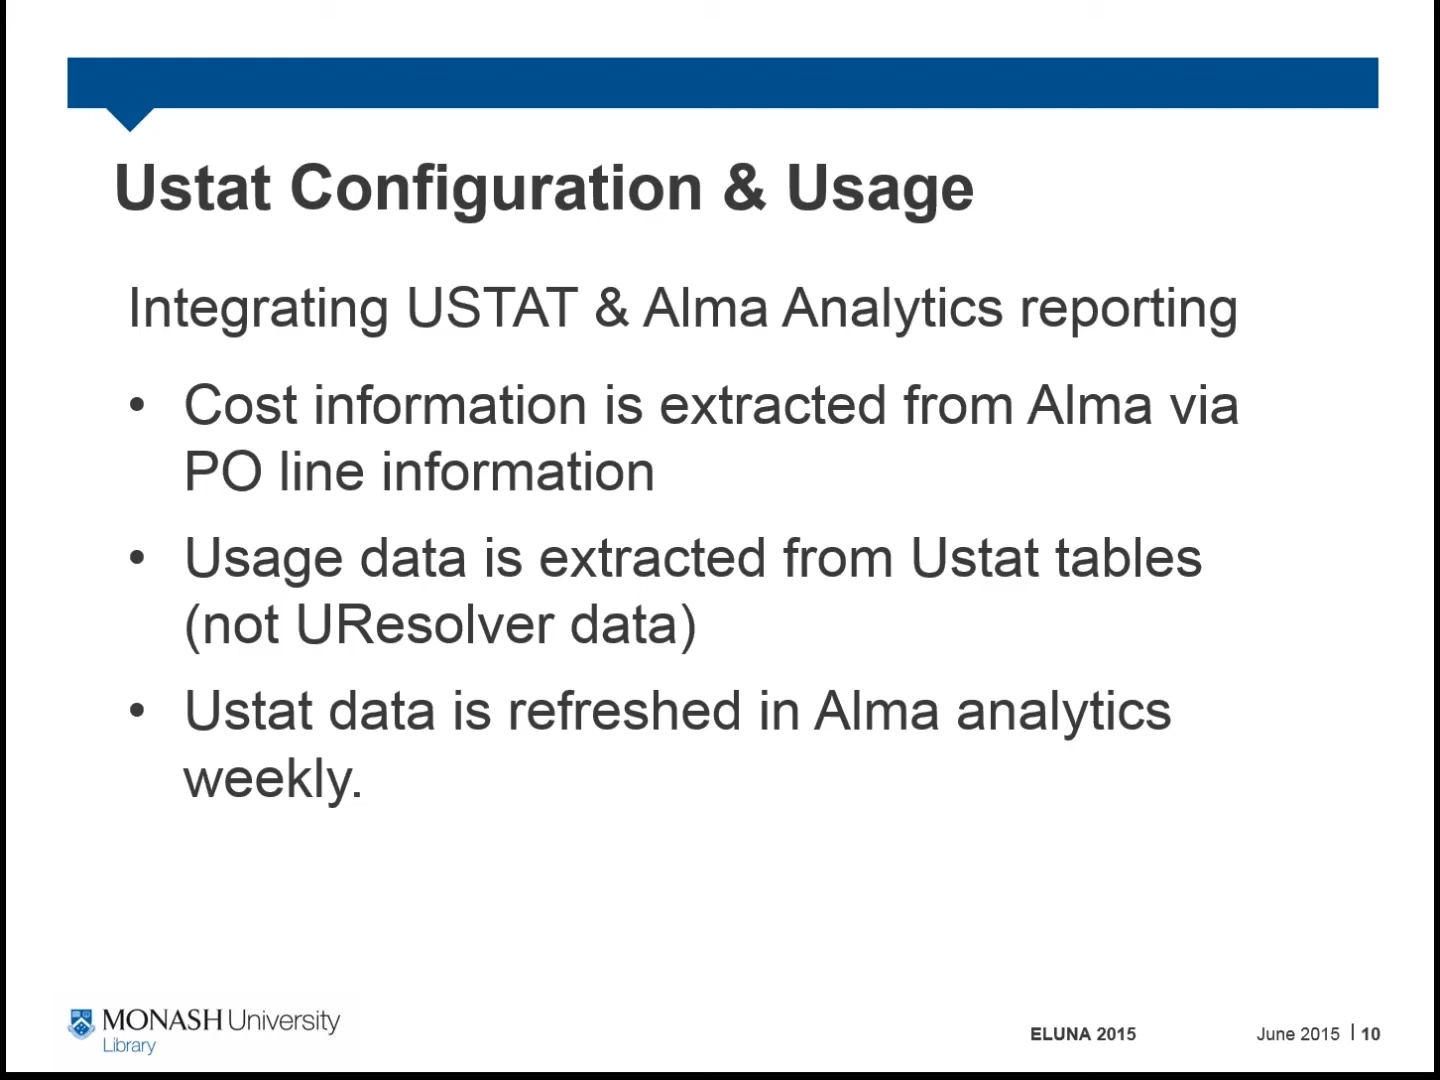 Ustat Configuration & Usage
Integrating USTAT & Alma Analytics reporting
• Cost information is extracted from Alma via
PO line information
• Usage data is extracted from Ustat tables
(not UResolver data)
• Ustat data is refreshed in Alma analytics
weekly.
MONASH University
Library
ELUNA 2015
June 2015 | 10